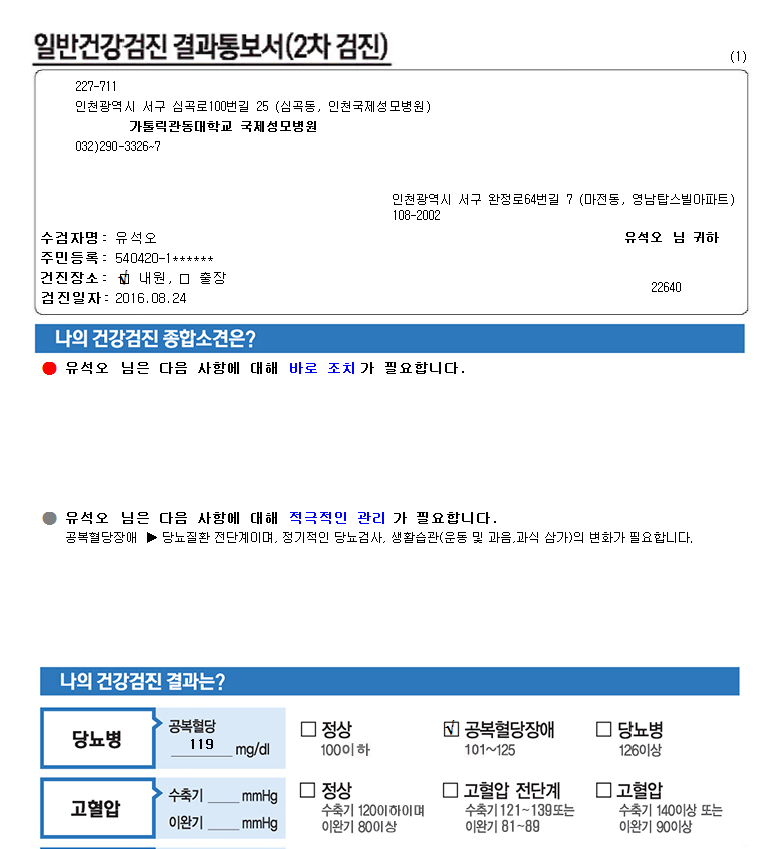 일반건강검진 결과통보서(2차 검진)
(1)
227-711
인천광역시 서구 심곡로100번길 25 (심곡동, 인천국제성모병원)
가톨릭관동대학교 국제성모병원
032)290-3326~7
인천광역시 서구 완정로64번길 7 (마전동, 영남탑스빌아파트)
108-2002
수검자명: 유석오
유석오 님 귀하
주민등록: 540420-1******
건진장소: ☑ 내원, □ 출장
22640
검진일자: 2016.08.24
나의 건강검진 종합소견은?
유석오 님은 다음 사항에 대해 바로 조치가 필요합니다.
유석오 님은 다음 사항에 대해 적극적인 관리 가 필요합니다.
공복혈당장애 ▶ 당뇨질환 전단계이며, 정기적인 당뇨검사, 생활습관(운동 및 과음,과식 삼가)의 변화가 필요합니다.
나의 건강검진 결과는?
당뇨병
공복혈당
119 mg/dl
□ 정상
100이하
☑ 공복혈당장애
101~125
□ 당뇨병
126이상
고혈압
수축기 ____ mmHg
이완기 ____ mmHg
□ 정상
수축기 120이하이며
이완기 80이상
□ 고혈압 전단계
수축기 121~139또는
이완기 81~89
□ 고혈압
수축기 140이상 또는
이완기 90이상